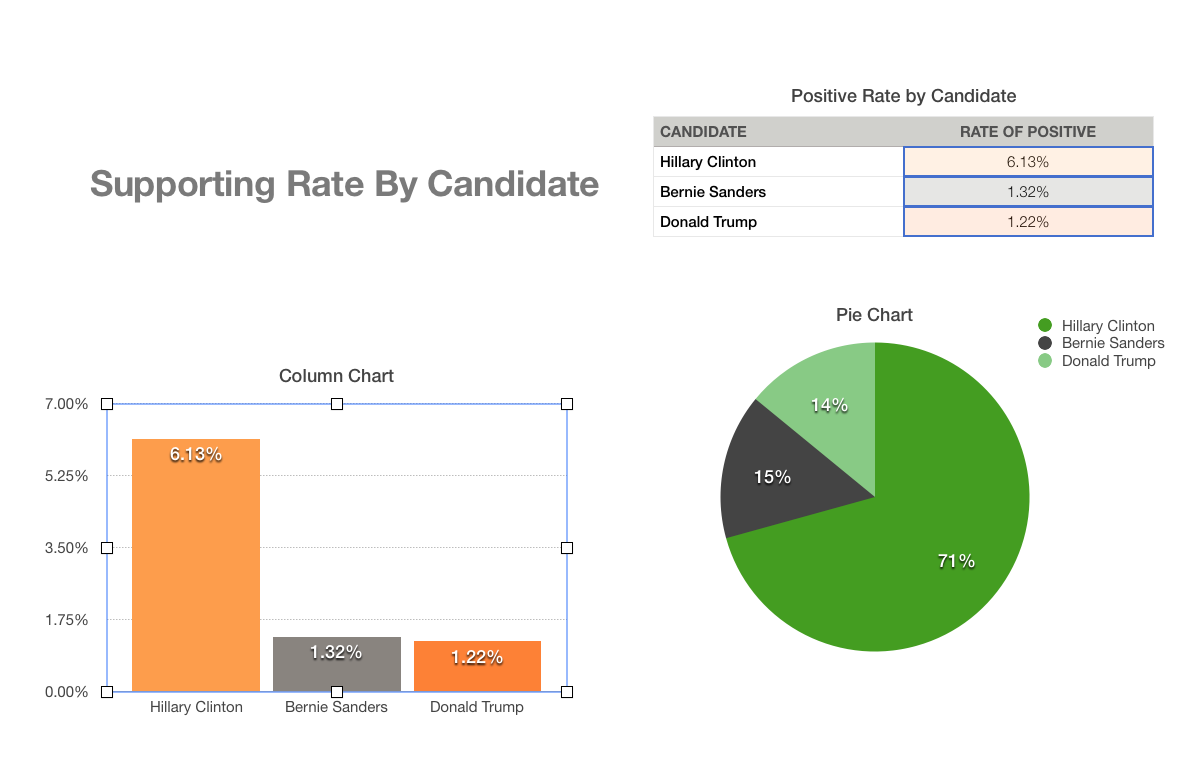 Supporting Rate By Candidate
Positive Rate by Candidate
CANDIDATE RATE OF POSITIVE
Hillary Clinton 6.13%
Bernie Sanders 1.32%
Donald Trump 1.22%
Column Chart
7.00%
5.25%
3.50%
1.75%
0.00%
6.13%
1.32%
1.22%
Hillary Clinton Bernie Sanders Donald Trump
Pie Chart
Hillary Clinton
Bernie Sanders
Donald Trump
14%
15%
71%